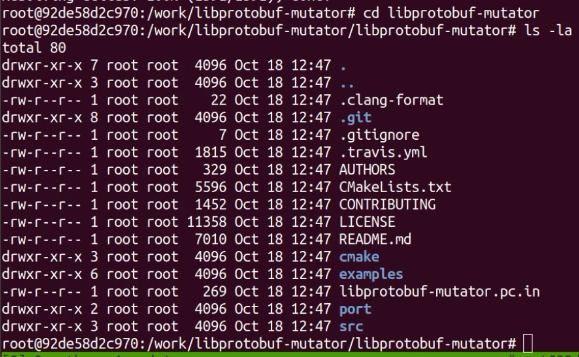 root@92de58d2c970:/work/libprotobuf-mutator# cd libprotobuf-mutator
root@92de58d2c970:/work/libprotobuf-mutator/libprotobuf-mutator# ls -la
total 80
drwxr-xr-x 7 root root  4096 Oct 18 12:47 .
drwxr-xr-x 3 root root  4096 Oct 18 12:47 ..
-rw-r--r-- 1 root root    22 Oct 18 12:47 .clang-format
drwxr-xr-x 8 root root  4096 Oct 18 12:47 .git
-rw-r--r-- 1 root root     7 Oct 18 12:47 .gitignore
-rw-r--r-- 1 root root  1815 Oct 18 12:47 .travis.yml
-rw-r--r-- 1 root root   329 Oct 18 12:47 AUTHORS
-rw-r--r-- 1 root root  5596 Oct 18 12:47 CMakeLists.txt
-rw-r--r-- 1 root root  1452 Oct 18 12:47 CONTRIBUTING
-rw-r--r-- 1 root root 11358 Oct 18 12:47 LICENSE
-rw-r--r-- 1 root root  7010 Oct 18 12:47 README.md
drwxr-xr-x 3 root root  4096 Oct 18 12:47 cmake
drwxr-xr-x 6 root root  4096 Oct 18 12:47 examples
-rw-r--r-- 1 root root   269 Oct 18 12:47 libprotobuf-mutator.pc.in
drwxr-xr-x 2 root root  4096 Oct 18 12:47 port
drwxr-xr-x 3 root root  4096 Oct 18 12:47 src
root@92de58d2c970:/work/libprotobuf-mutator/libprotobuf-mutator#